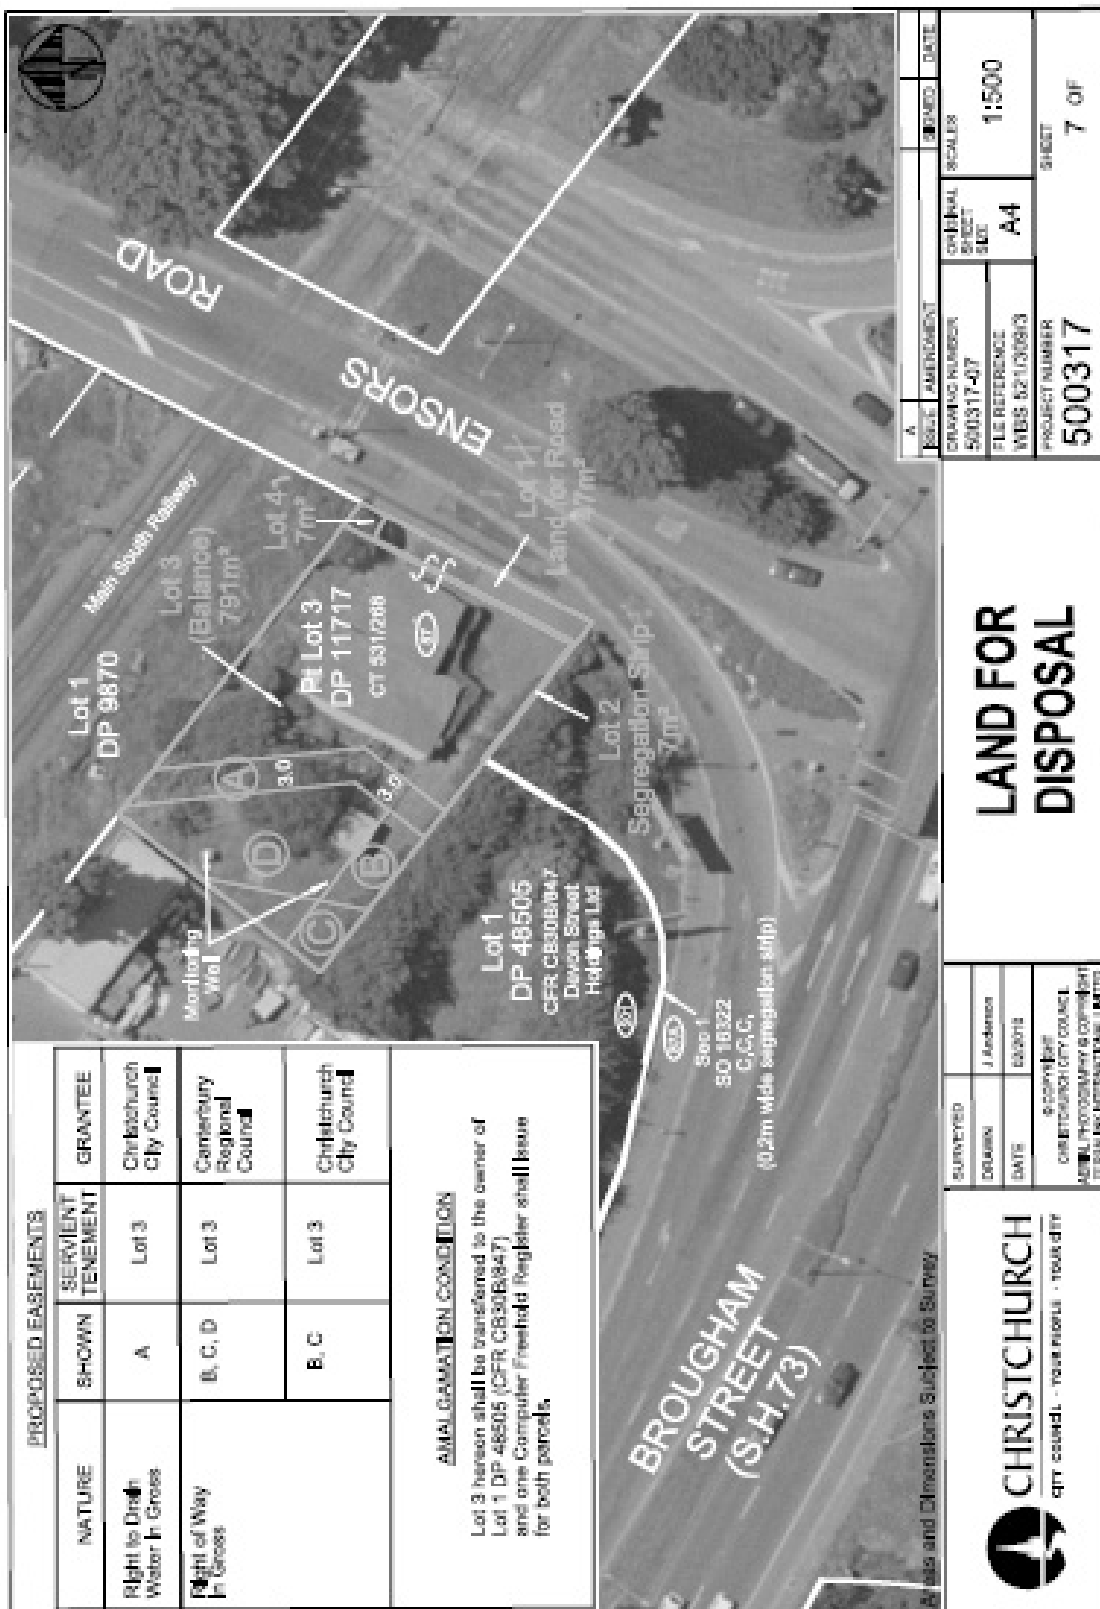 PROPOSED EASEMENTS
NATURE
SHOWN
SERVIENT
TENEMENT
GRANTEE
Right to Drain
Water in Gross
A
Lot 3
Christchurch
City Council
Right of Way
in Gross
B, C, D
Lot 3
Canterbury
Regional
Council
B, C
Lot 3
Christchurch
City Council
AMALGAMATION CONDITION
Lot 3 hereon shall be transferred to the owner of
Lot 1 DP 48505 (CFR CB30B/847)
and one Computer Freehold Register shall issue
for both parcels.
Lot 1
DP 9870
Main South Railway
Lot 3
(Balance)
791m²
Lot 4
7m²
ROAD
ENSORS
Pt Lot 3
DP 11717
CT 531/266
Lot 1
Land for Road
Monitoring
Well
A
3.0
3.0
D
B
C
Lot 2
Segregation Strip
7m²
Lot 1
DP 48505
CFR CB30B/847
Devon Street
Holdings Ltd
Sec 1
SO 16322
C.C.C.
(0.2m wide segregation strip)
BROUGHAM
STREET
(S.H.73)
Areas and Dimensions Subject to Survey
CHRISTCHURCH
CITY COUNCIL · YOUR PEOPLE · YOUR CITY
SURVEYED
DRAWN
J Anderson
DATE
© COPYRIGHT
CHRISTCHURCH CITY COUNCIL
AERIAL PHOTOGRAPHY © COPYRIGHT
LAND FOR
DISPOSAL
A
ISSUE
AMENDMENT
SIGNED
DATE
DRAWING NUMBER
500317-07
ORIGINAL
SHEET
SIZE
A4
SCALES
1:500
FILE REFERENCE
PROJECT NUMBER
500317
SHEET
7 OF